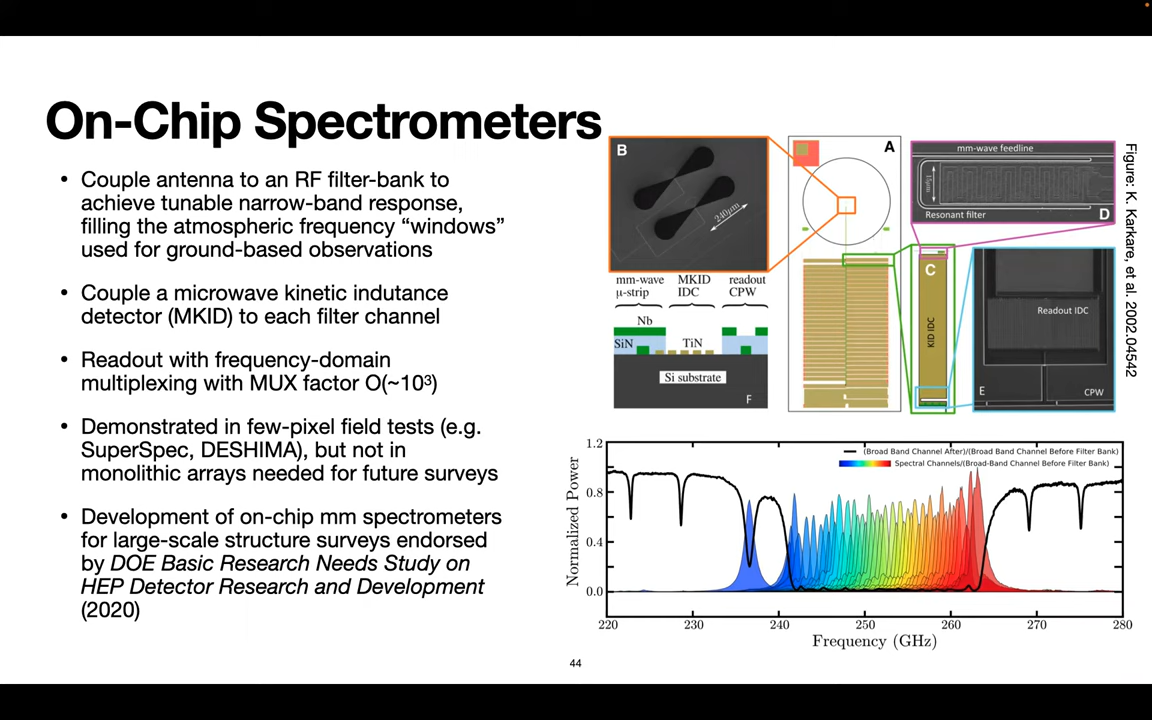 On-Chip Spectrometers
• Couple antenna to an RF filter-bank to
achieve tunable narrow-band response,
filling the atmospheric frequency “windows”
used for ground-based observations
• Couple a microwave kinetic indutance
detector (MKID) to each filter channel
• Readout with frequency-domain
multiplexing with MUX factor O(~10³)
• Demonstrated in few-pixel field tests (e.g.
SuperSpec, DESHIMA), but not in
monolithic arrays needed for future surveys
• Development of on-chip mm spectrometers
for large-scale structure surveys endorsed
by DOE Basic Research Needs Study on
HEP Detector Research and Development
(2020)
B
240μm
A
mm-wave feedline
15μm
Resonant filter
D
C
KID IDC
Readout IDC
E
CPW
mm-wave
μ-strip
MKID
IDC
readout
CPW
Nb
SiN
TiN
Si substrate
F
Figure: K. Karkare, et al. 2002.04542
(Broad Band Channel After)/(Broad Band Channel Before Filter Bank)
Spectral Channels/(Broad-Band Channel Before Filter Bank)
Normalized Power
1.2
0.8
0.4
0.0
220 230 240 250 260 270 280
Frequency (GHz)
44